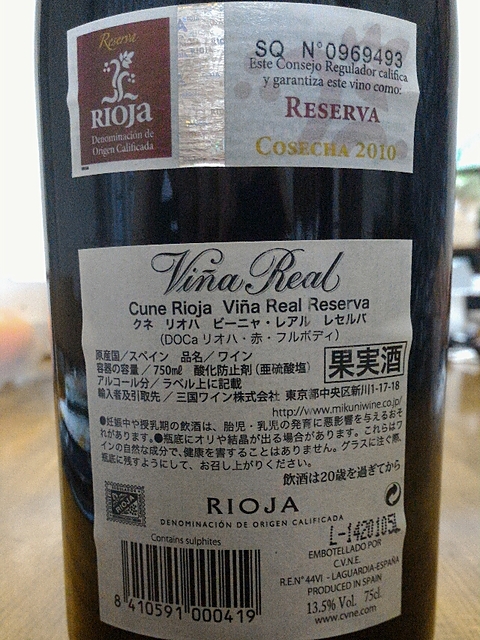 Reserva
RIOJA
Denominación de
Origen Calificada
SQ N°0969493
Este Consejo Regulador califica
y garantiza este vino como:
RESERVA
COSECHA 2010
Viña Real
Cune Rioja Viña Real Reserva
クネ リオハ ビーニャ・レアル レセルバ
(DOCa リオハ・赤・フルボディ)
原産国/スペイン 品名/ワイン
容器の容量/750㎖ 酸化防止剤(亜硫酸塩)
アルコール分/ラベル上に記載
果実酒
輸入者及引取先/三国ワイン株式会社 東京都中央区新川1-17-18
http://www.mikuniwine.co.jp/
●妊娠中や授乳期の飲酒は、胎児・乳児の発育に悪影響を与えるおそ
れがあります。●瓶底にオリや結晶が出る場合があります。これらはワ
インの自然な成分で、健康を害することはありません。グラスに注ぐ際、
瓶底に残すようにして、お召し上がりください。
飲酒は20歳を過ぎてから
RIOJA
DENOMINACIÓN DE ORIGEN CALIFICADA
Contains sulphites
8 410591 000419
L-142010
EMBOTELLADO POR
C.V.N.E.
R.E.N°44VI - LAGUARDIA-ESPAÑA
PRODUCED IN SPAIN
13.5% Vol. 75cl.
www.cvne.com